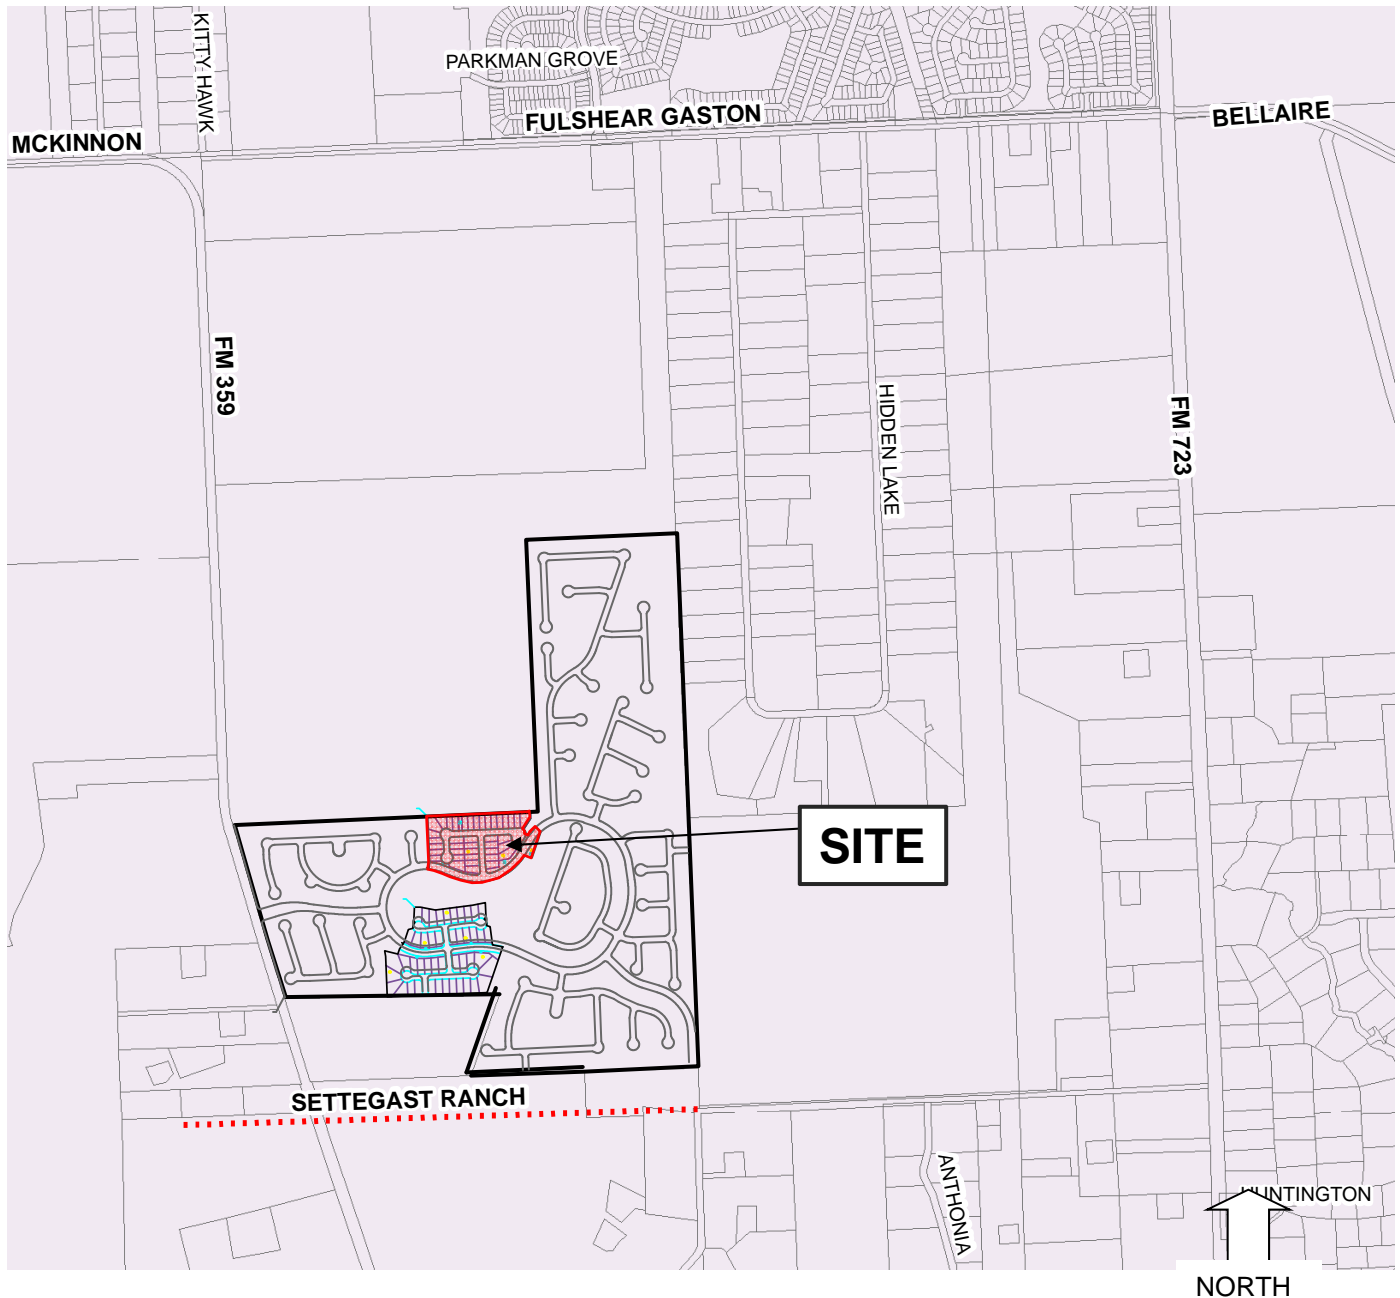 KITTY HAWK
PARKMAN GROVE
FULSHEAR GASTON
BELLAIRE
MCKINNON
FM 359
HIDDEN LAKE
FM 723
SITE
SETTEGAST RANCH
ANTHONIA
HUNTINGTON
NORTH